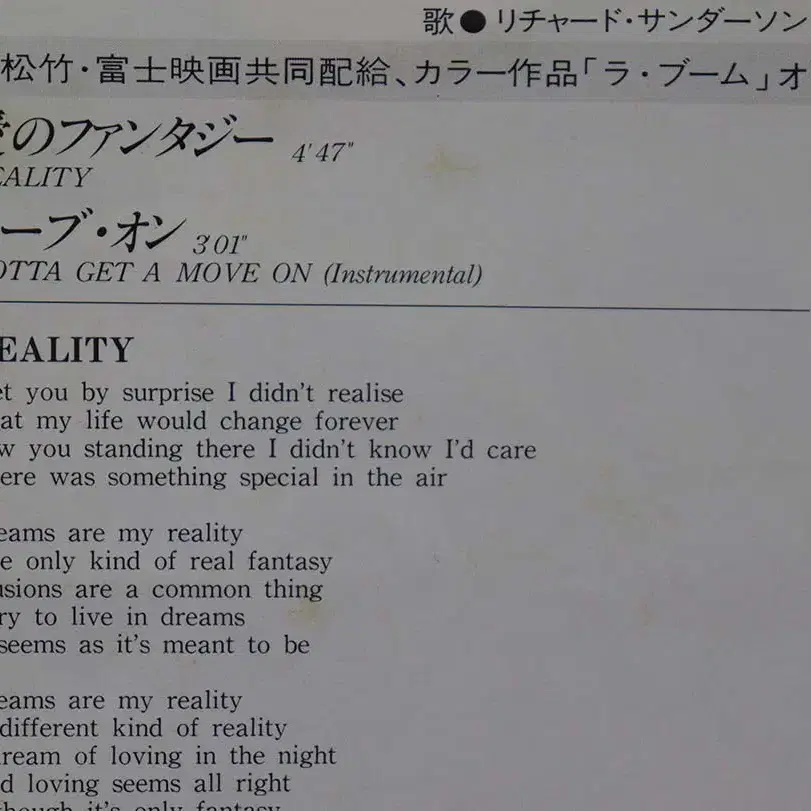 歌●リチャード・サンダーソン
松竹・富士映画共同配給、カラー作品「ラ・ブーム」オ
のファンタジー 4'47"
EALITY
ーブ・オン 3'01"
OTTA GET A MOVE ON (Instrumental)
EALITY
et you by surprise I didn't realise
at my life would change forever
w you standing there I didn't know I'd care
ere was something special in the air
eams are my reality
e only kind of real fantasy
usions are a common thing
ry to live in dreams
seems as it's meant to be
eams are my reality
different kind of reality
ream of loving in the night
d loving seems all right
hough it's only fantasy